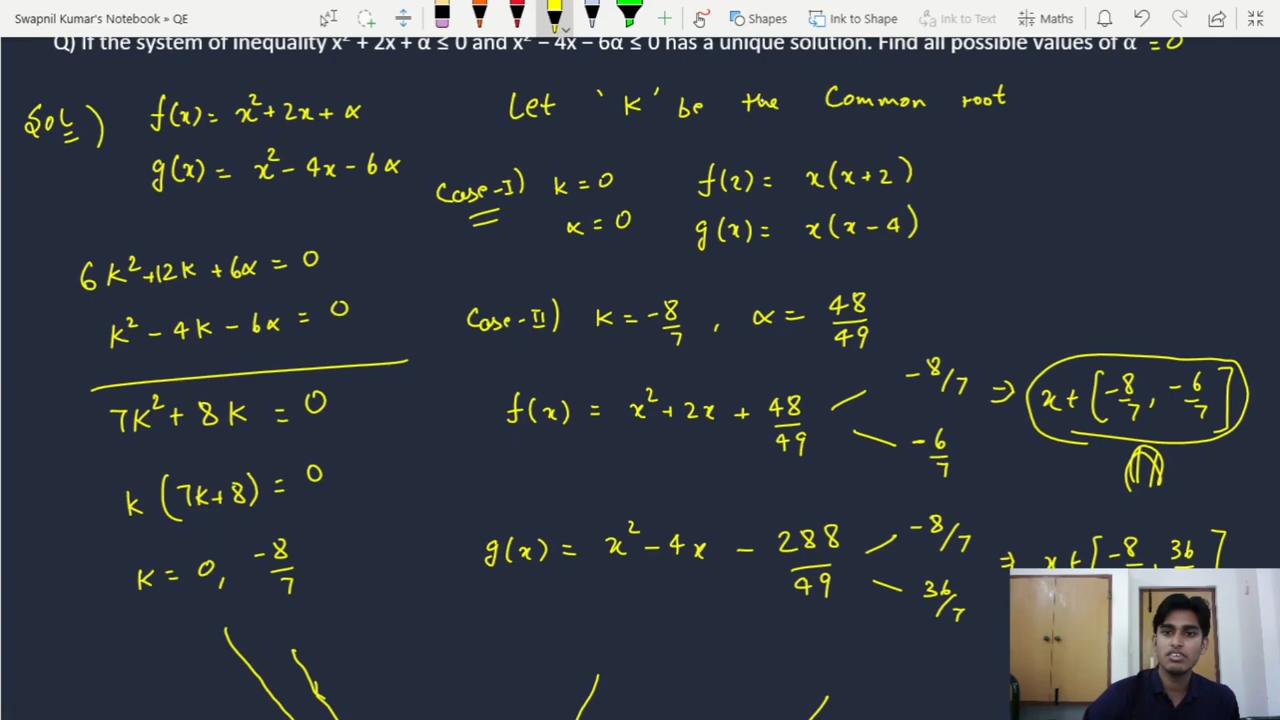 Swapnil Kumar's Notebook » QE
Shapes
Ink to Shape
Ink to Text
Maths
Q) If the system of inequality x² + 2x + α ≤ 0 and x² – 4x – 6α ≤ 0 has a unique solution. Find all possible values of α = 0
Sol)
f(x) = x² + 2x + α
g(x) = x² - 4x - 6α
6k² + 12k + 6α = 0
k² - 4k - 6α = 0
7k² + 8k = 0
k (7k + 8) = 0
k = 0, -8/7
Let 'K' be the Common root
Case-I) k = 0
α = 0
f(2) = x(x + 2)
g(x) = x(x - 4)
Case-II) k = -8/7 , α = 48/49
f(x) = x² + 2x + 48/49
-8/7
-6/7
⇒ x ∈ [-8/7, -6/7]
g(x) = x² - 4x - 288/49
-8/7
36/7
⇒ x ∈ [-8 , 36 ]